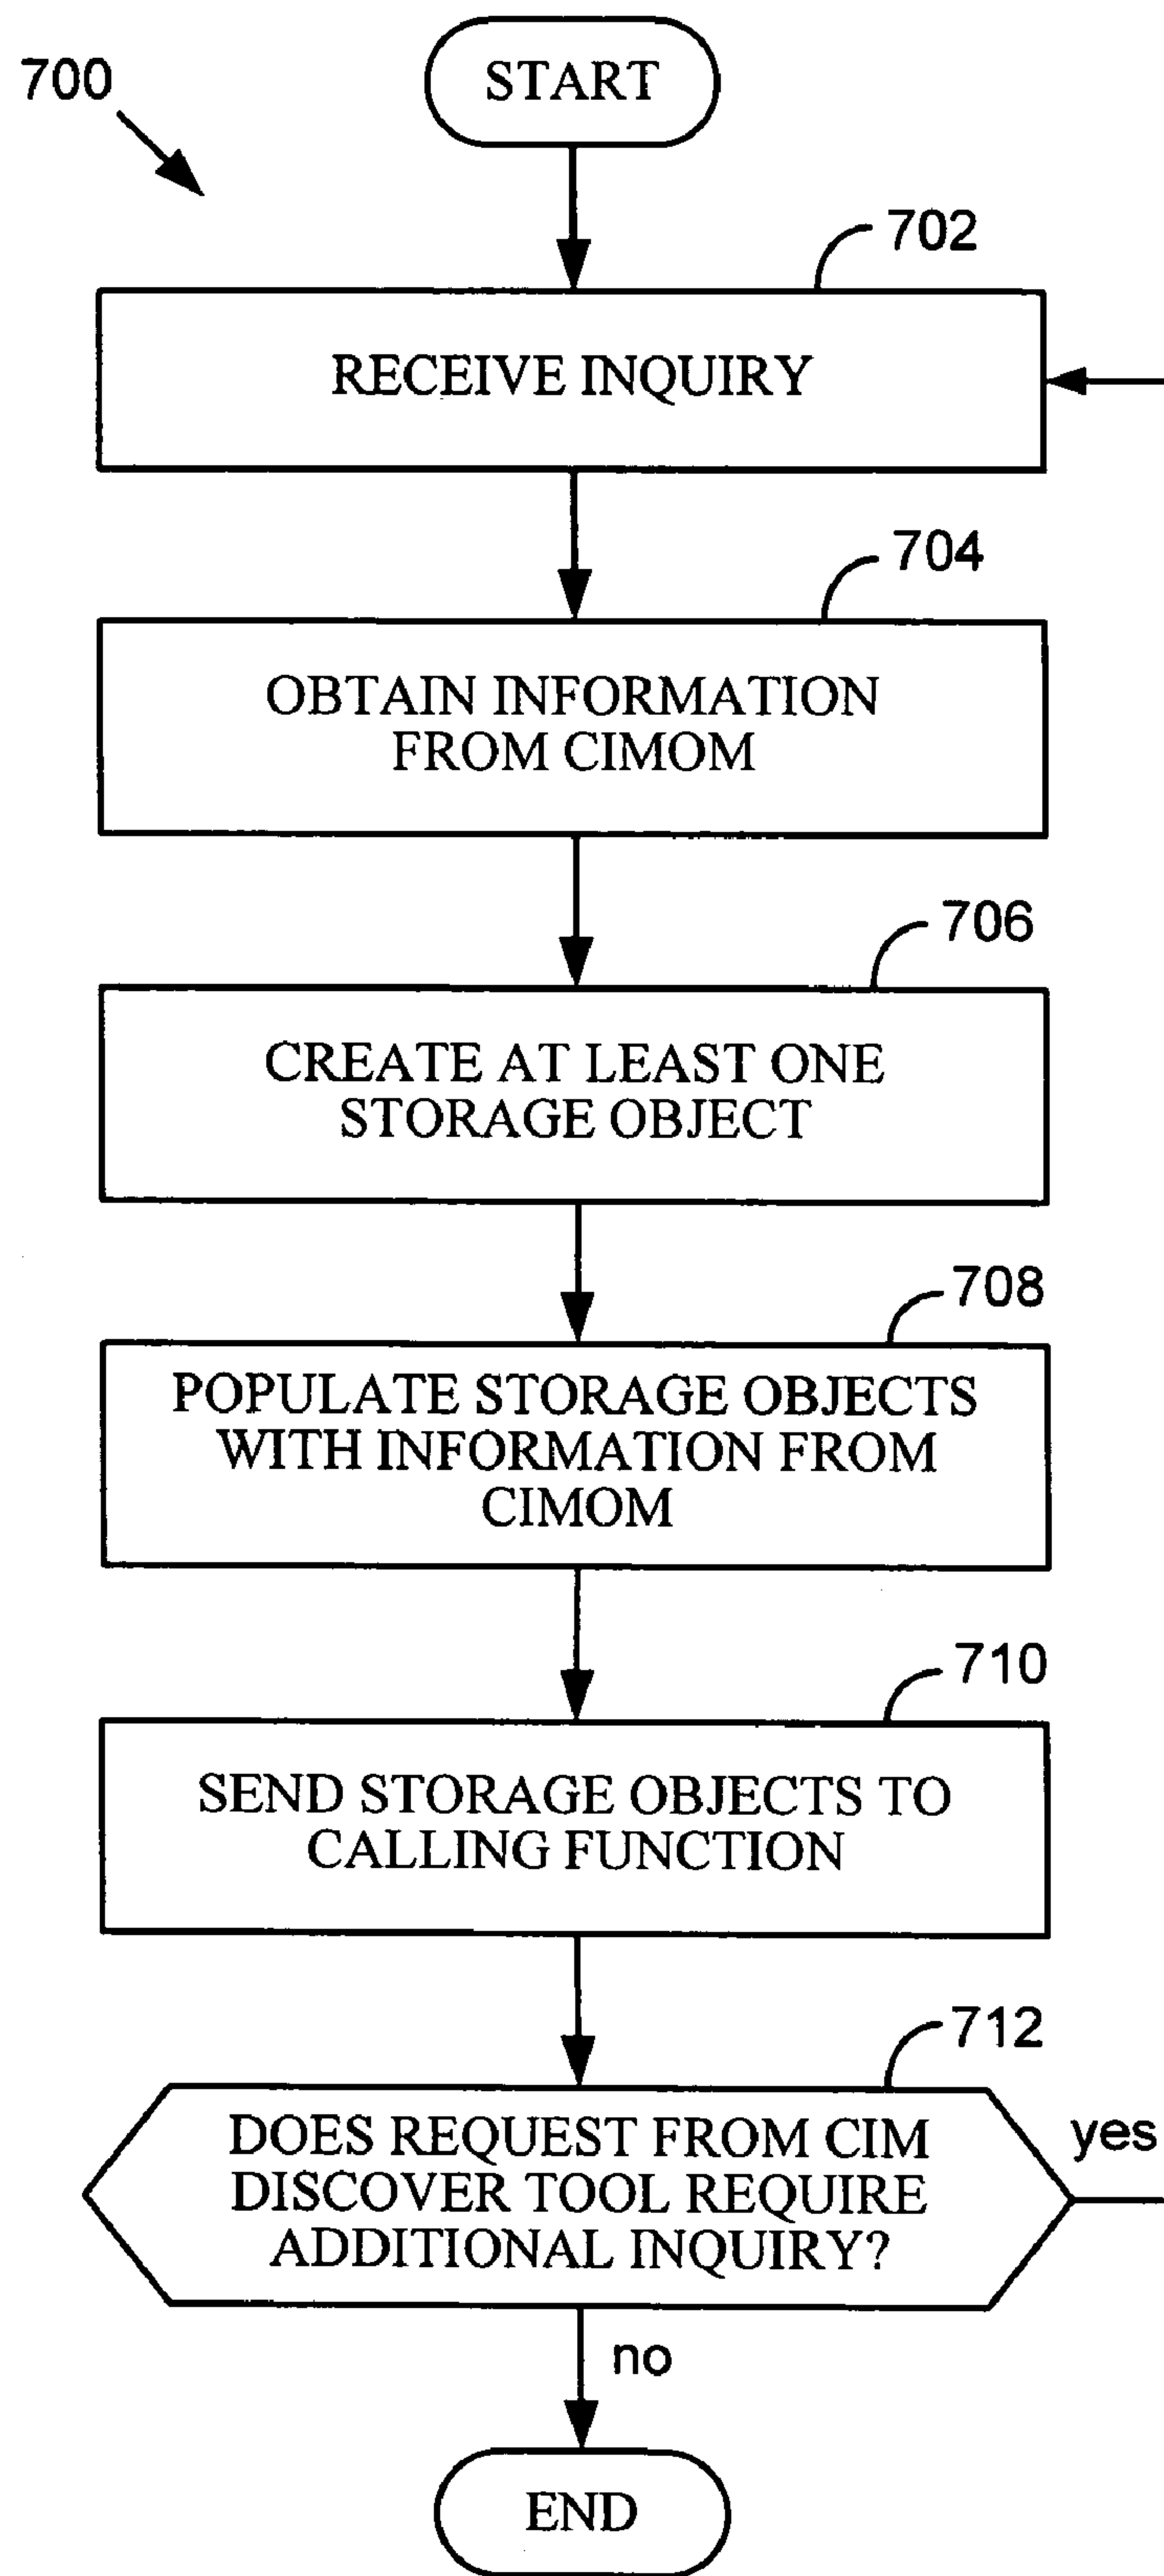 START
700
702
RECEIVE INQUIRY
704
OBTAIN INFORMATION
FROM CIMOM
706
CREATE AT LEAST ONE
STORAGE OBJECT
708
POPULATE STORAGE OBJECTS
WITH INFORMATION FROM
CIMOM
710
SEND STORAGE OBJECTS TO
CALLING FUNCTION
712
DOES REQUEST FROM CIM
DISCOVER TOOL REQUIRE
ADDITIONAL INQUIRY?
yes
no
END